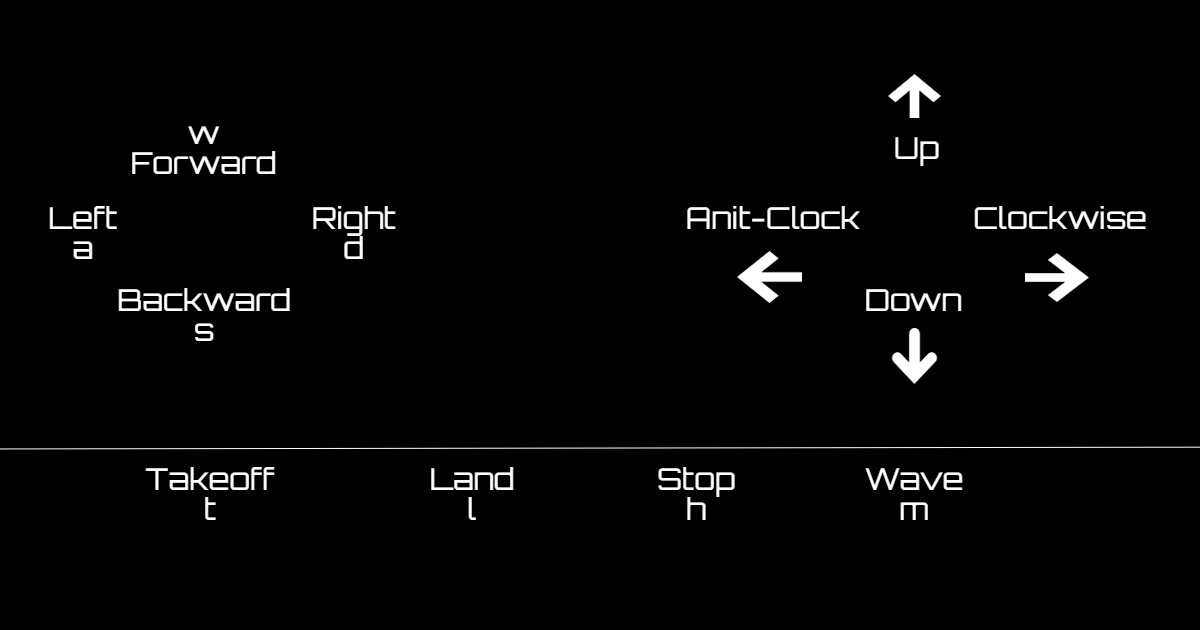 w
Forward
Left
a
Right
d
Backward
s
Up
Anit-Clock
Clockwise
Down
Takeoff
t
Land
l
Stop
h
Wave
m